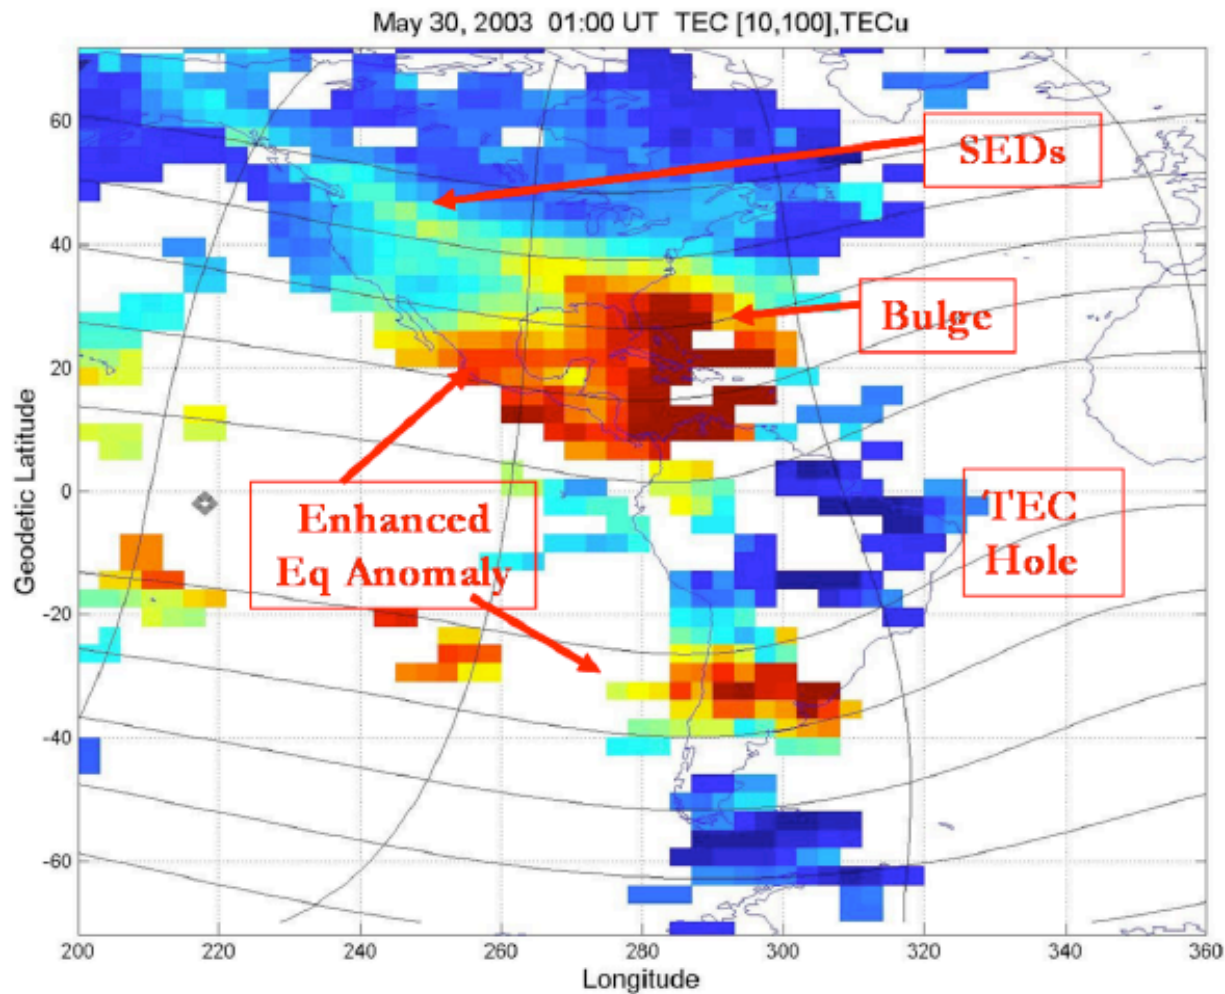 May 30, 2003 01:00 UT TEC [10,100],TECu
SEDs
Bulge
Enhanced
Eq Anomaly
TEC
Hole
Geodetic Latitude
60
40
20
0
-20
-40
-60
200 220 240 260 280 300 320 340 360
Longitude